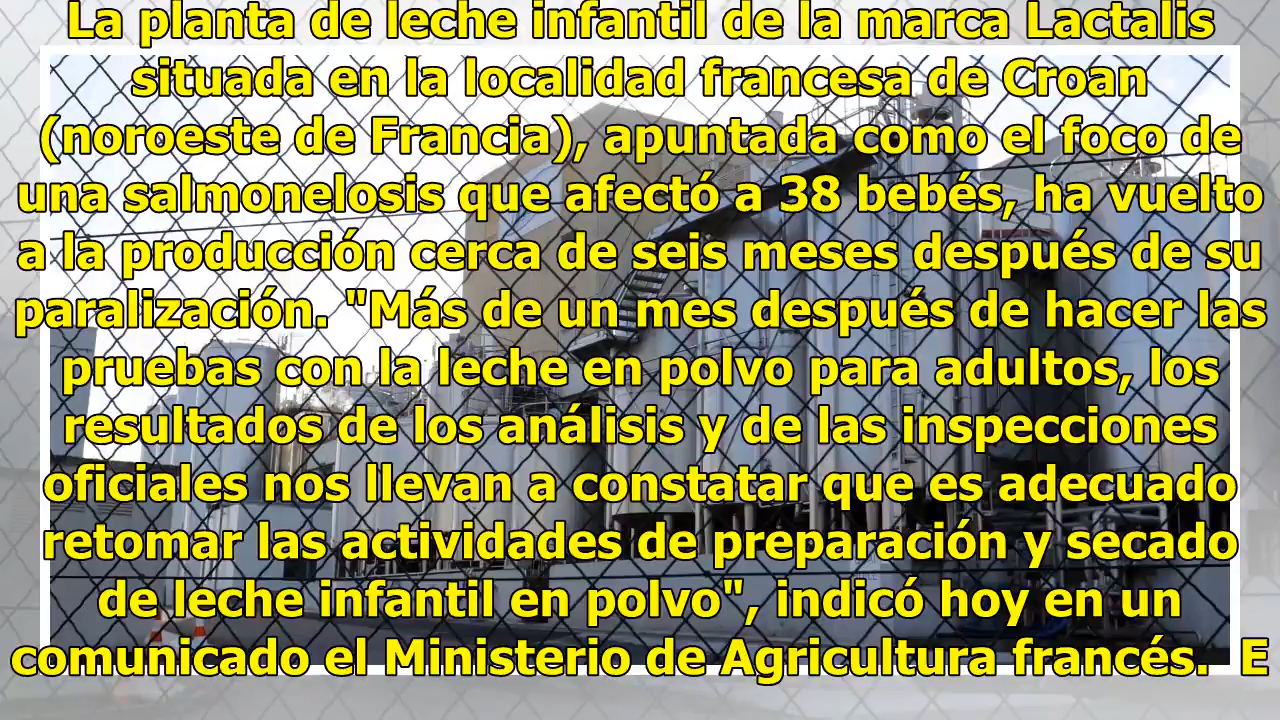 La planta de leche infantil de la marca Lactalis
situada en la localidad francesa de Croan
(noroeste de Francia), apuntada como el foco de
una salmonelosis que afectó a 38 bebés, ha vuelto
a la producción cerca de seis meses después de su
paralización. "Más de un mes después de hacer las
pruebas con la leche en polvo para adultos, los
resultados de los análisis y de las inspecciones
oficiales nos llevan a constatar que es adecuado
retomar las actividades de preparación y secado
de leche infantil en polvo", indicó hoy en un
comunicado el Ministerio de Agricultura francés. E